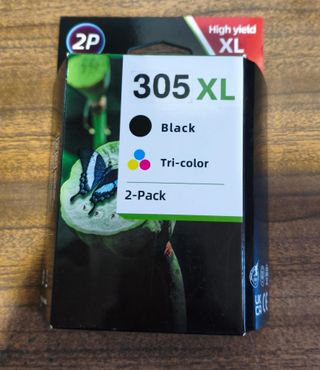 2P
High yield
XL
305 XL
Black
Tri-color
2-Pack